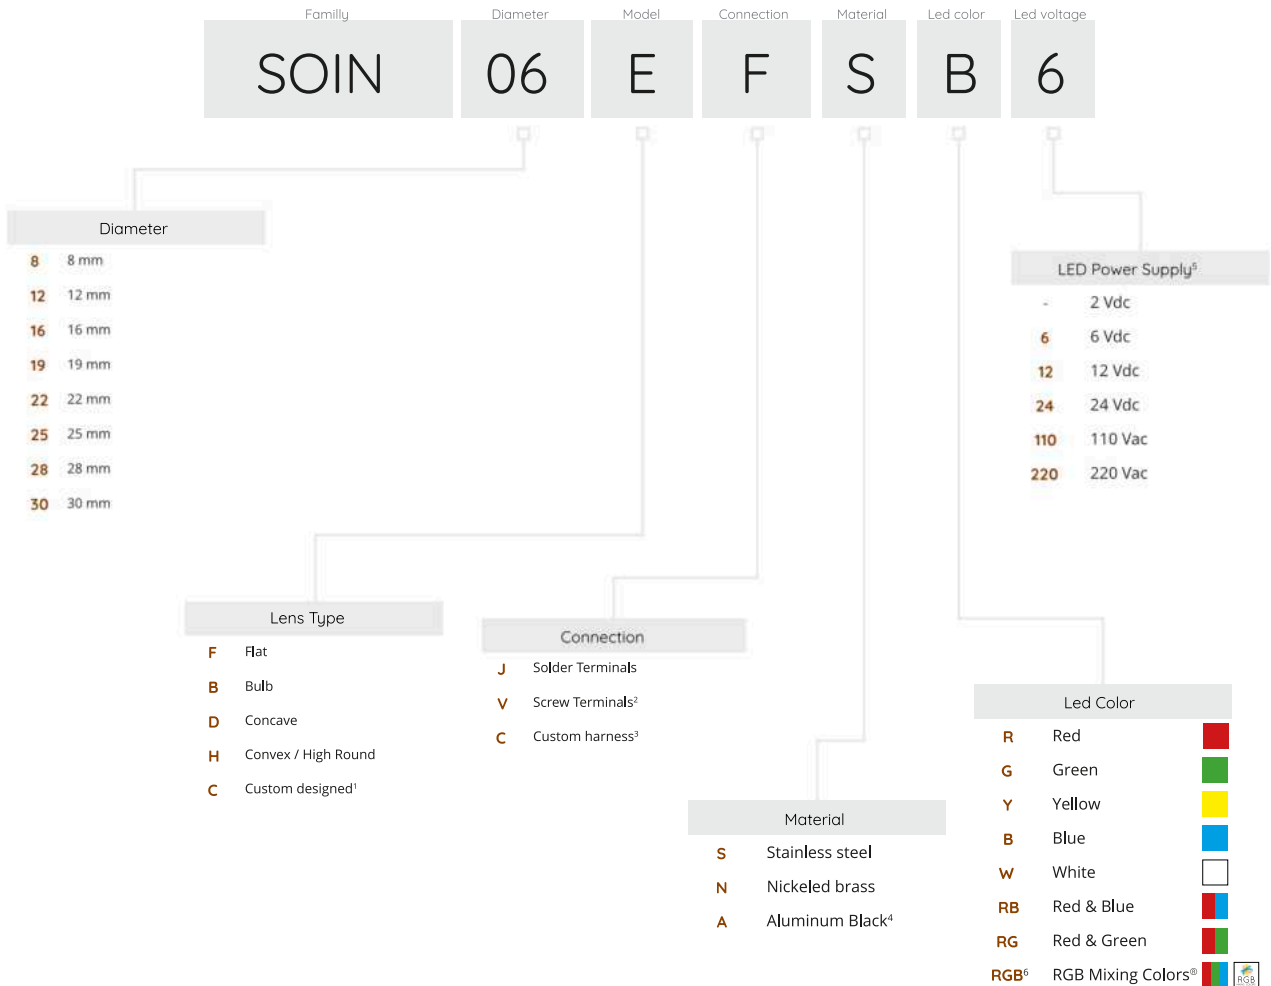 Familly Diameter Model Connection Material Led color Led voltage
SOIN 06 E F S B 6
Diameter
8 8 mm
12 12 mm
16 16 mm
19 19 mm
22 22 mm
25 25 mm
28 28 mm
30 30 mm
LED Power Supply⁵
- 2 Vdc
6 6 Vdc
12 12 Vdc
24 24 Vdc
110 110 Vac
220 220 Vac
Lens Type
F Flat
B Bulb
D Concave
H Convex / High Round
C Custom designed¹
Connection
J Solder Terminals
V Screw Terminals²
C Custom harness³
Material
S Stainless steel
N Nickeled brass
A Aluminum Black⁴
Led Color
R Red
G Green
Y Yellow
B Blue
W White
RB Red & Blue
RG Red & Green
RGB⁶ RGB Mixing Colors®
RGB